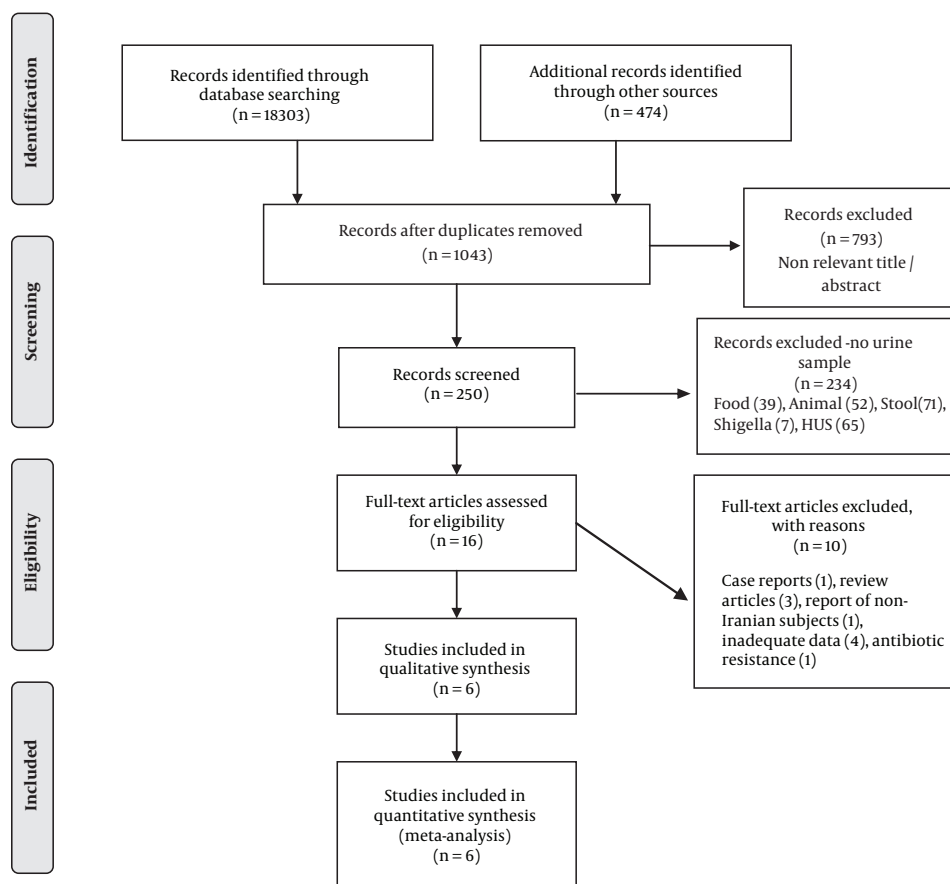 Identification
Records identified through
database searching
(n = 18303)
Additional records identified
through other sources
(n = 474)
Records after duplicates removed
(n = 1043)
Records excluded
(n = 793)
Non relevant title /
abstract
Screening
Records screened
(n = 250)
Records excluded -no urine
sample
(n = 234)
Food (39), Animal (52), Stool(71),
Shigella (7), HUS (65)
Eligibility
Full-text articles assessed
for eligibility
(n = 16)
Full-text articles excluded,
with reasons
(n = 10)
Case reports (1), review
articles (3), report of non-
Iranian subjects (1),
inadequate data (4), antibiotic
resistance (1)
Studies included in
qualitative synthesis
(n = 6)
Included
Studies included in
quantitative synthesis
(meta-analysis)
(n = 6)